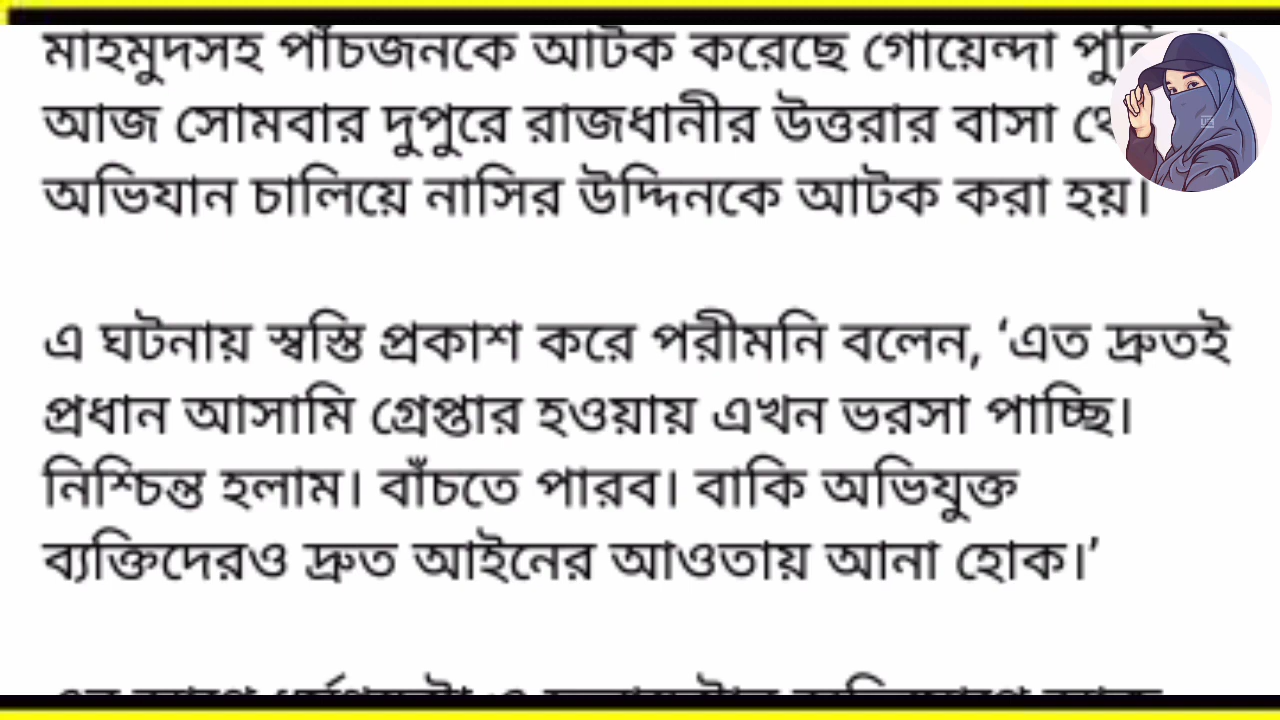 মাহমুদসহ পাঁচজনকে আটক করেছে গোয়েন্দা
আজ সোমবার দুপুরে রাজধানীর উত্তরার বাসা
অভিযান চালিয়ে নাসির উদ্দিনকে আটক করা হয়।
এ ঘটনায় স্বস্তি প্রকাশ করে পরীমনি বলেন, ‘এত দ্রুতই
প্রধান আসামি গ্রেপ্তার হওয়ায় এখন ভরসা পাচ্ছি।
নিশ্চিন্ত হলাম। বাঁচতে পারব। বাকি অভিযুক্ত
ব্যক্তিদেরও দ্রুত আইনের আওতায় আনা হোক।’